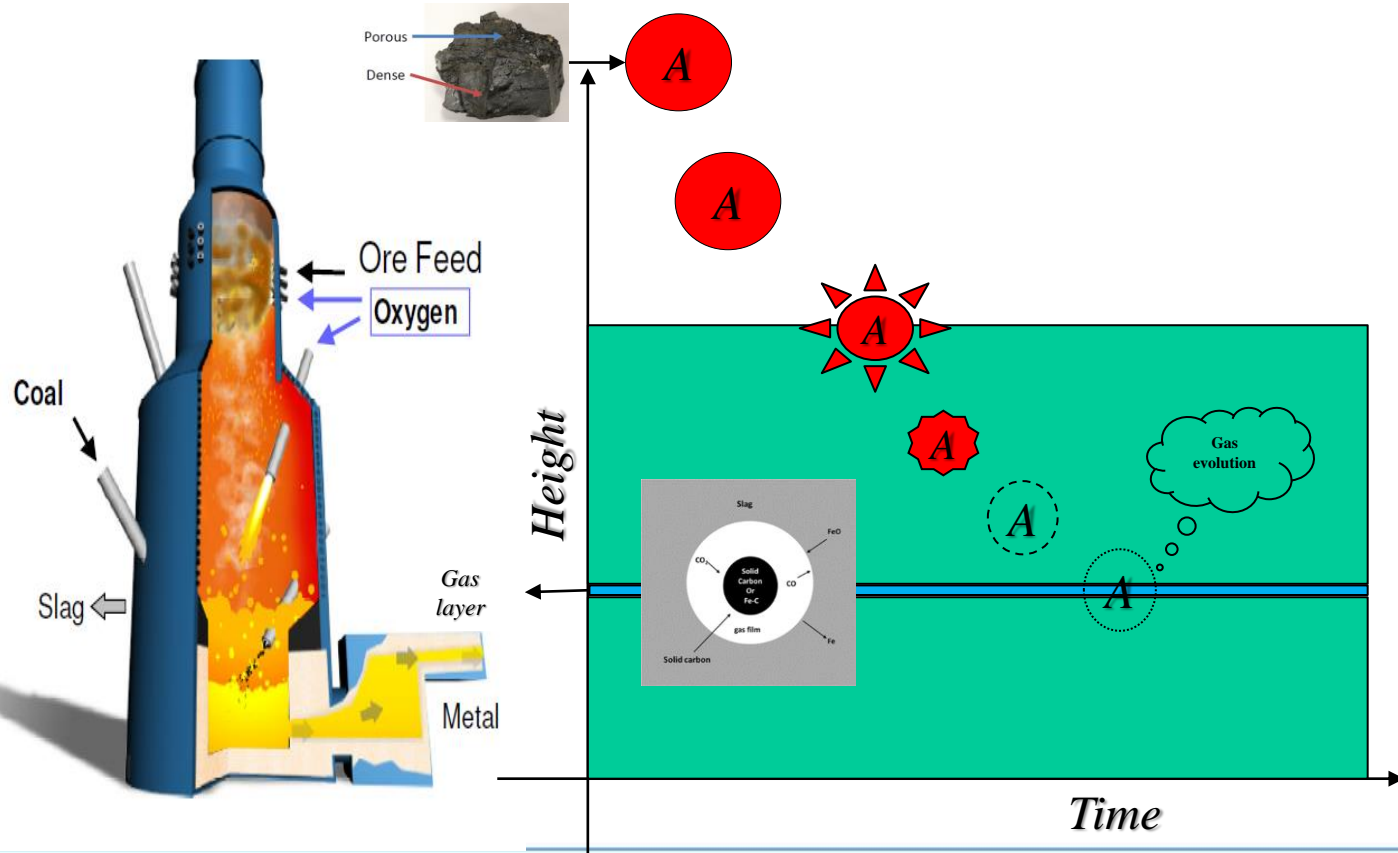 Porous
Dense
A
A
A
A
A
A
Ore Feed
Oxygen
Coal
Slag
Metal
Height
Gas
layer
Gas
evolution
Slag
FeO
CO₂
Solid
Carbon
Or
Fe-C
CO
gas film
Fe
Solid carbon
Time